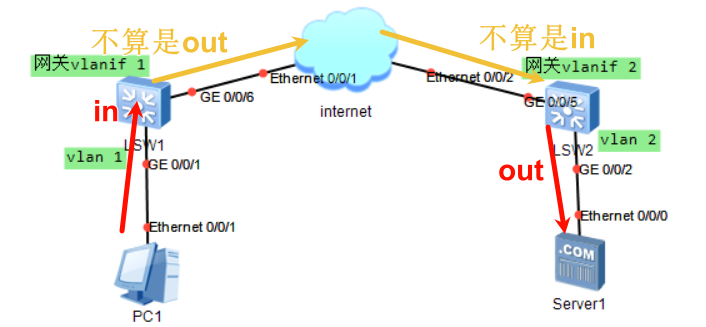 不算是out
不算是in
网关vlanif 1
网关vlanif 2
Ethernet 0/0/1
Ethernet 0/0/2
GE 0/0/6
GE 0/0/5
internet
in
LSW1
LSW2
vlan 2
vlan 1
GE 0/0/1
out
GE 0/0/2
Ethernet 0/0/1
Ethernet 0/0/0
.COM
PC1
Server1